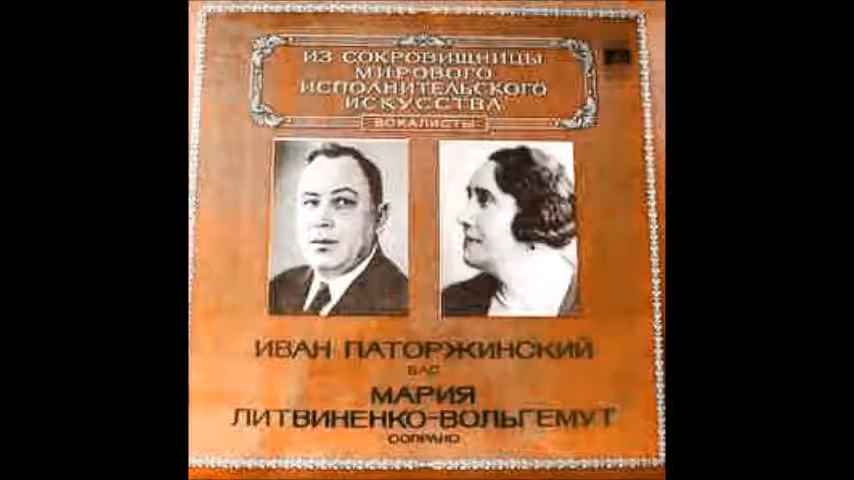 ИЗ СОКРОВИЩНИЦЫ
МИРОВОГО
ИСПОЛНИТЕЛЬСКОГО
ИСКУССТВА
ВОКАЛИСТЫ
ИВАН ПАТОРЖИНСКИЙ
БАС
МАРИЯ
ЛИТВИНЕНКО-ВОЛЬГЕМУТ
СОПРАНО